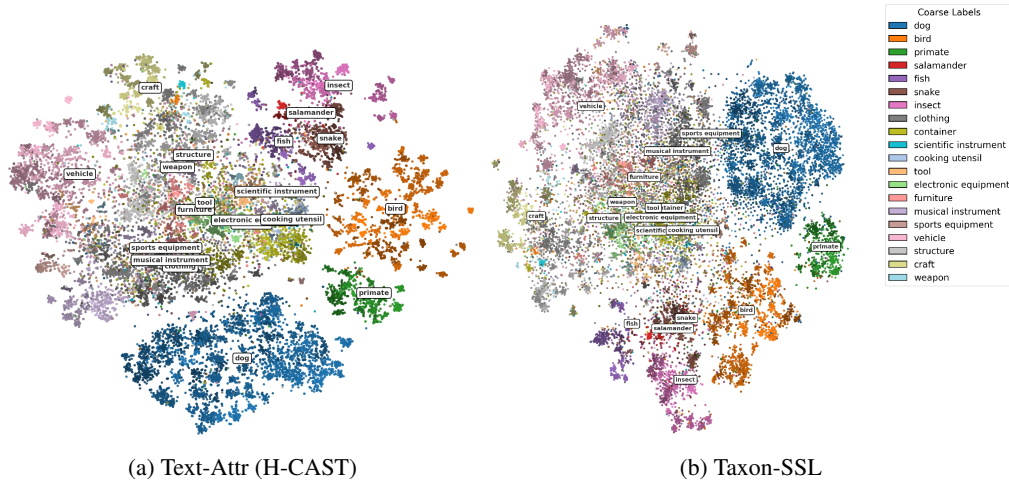 craft
insect
salamander
snake
fish
structure
weapon
vehicle
scientific instrument
tool
furniture
bird
cooking utensil
sports equipment
musical instrument
primate
dog
(a) Text-Attr (H-CAST)
vehicle
sports equipment
dog
musical instrument
furniture
weapon
tool
craft
structure
electronic equipment
cooking utensil
primate
bird
snake
fish
salamander
insect
(b) Taxon-SSL
Coarse Labels
dog
bird
primate
salamander
fish
snake
insect
clothing
container
scientific instrument
cooking utensil
tool
electronic equipment
furniture
musical instrument
sports equipment
vehicle
structure
craft
weapon